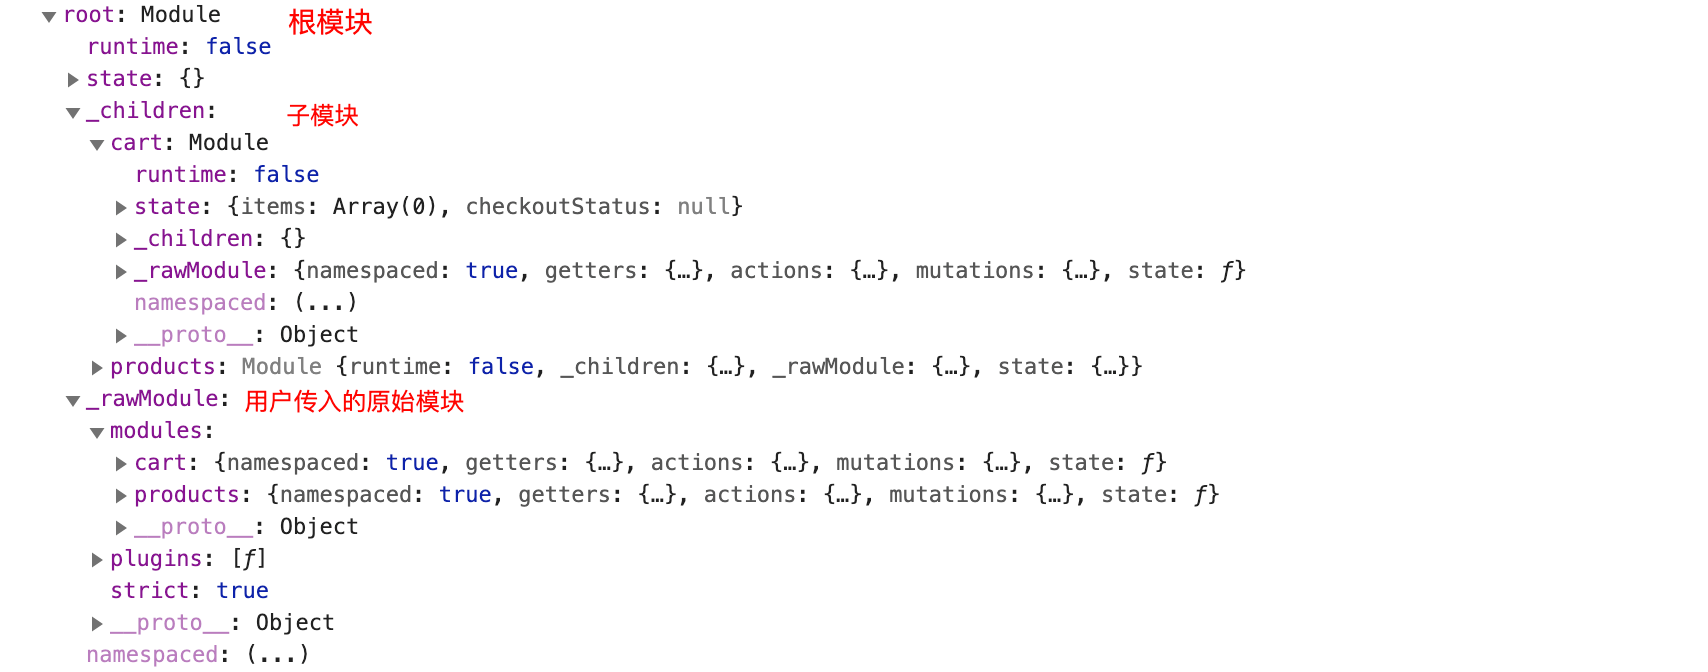 ▼root: Module 根模块
runtime: false
▶state: {}
▼_children: 子模块
▼cart: Module
runtime: false
▶state: {items: Array(0), checkoutStatus: null}
▶_children: {}
▶_rawModule: {namespaced: true, getters: {…}, actions: {…}, mutations: {…}, state: ƒ}
namespaced: (...)
▶__proto__: Object
▶products: Module {runtime: false, _children: {…}, _rawModule: {…}, state: {…}}
▼_rawModule: 用户传入的原始模块
▼modules:
▶cart: {namespaced: true, getters: {…}, actions: {…}, mutations: {…}, state: ƒ}
▶products: {namespaced: true, getters: {…}, actions: {…}, mutations: {…}, state: ƒ}
▶__proto__: Object
▶plugins: [ƒ]
strict: true
▶__proto__: Object
namespaced: (...)